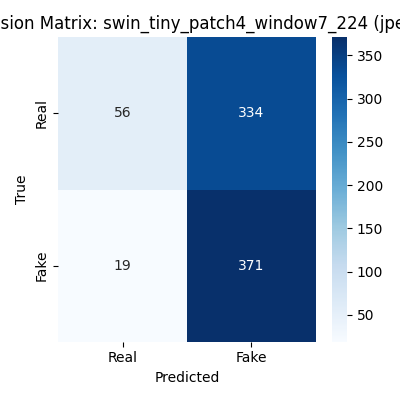 sion Matrix: swin_tiny_patch4_window7_224 (jpe
Real
56
334
Fake
19
371
True
Real
Fake
Predicted
350
300
250
200
150
100
50